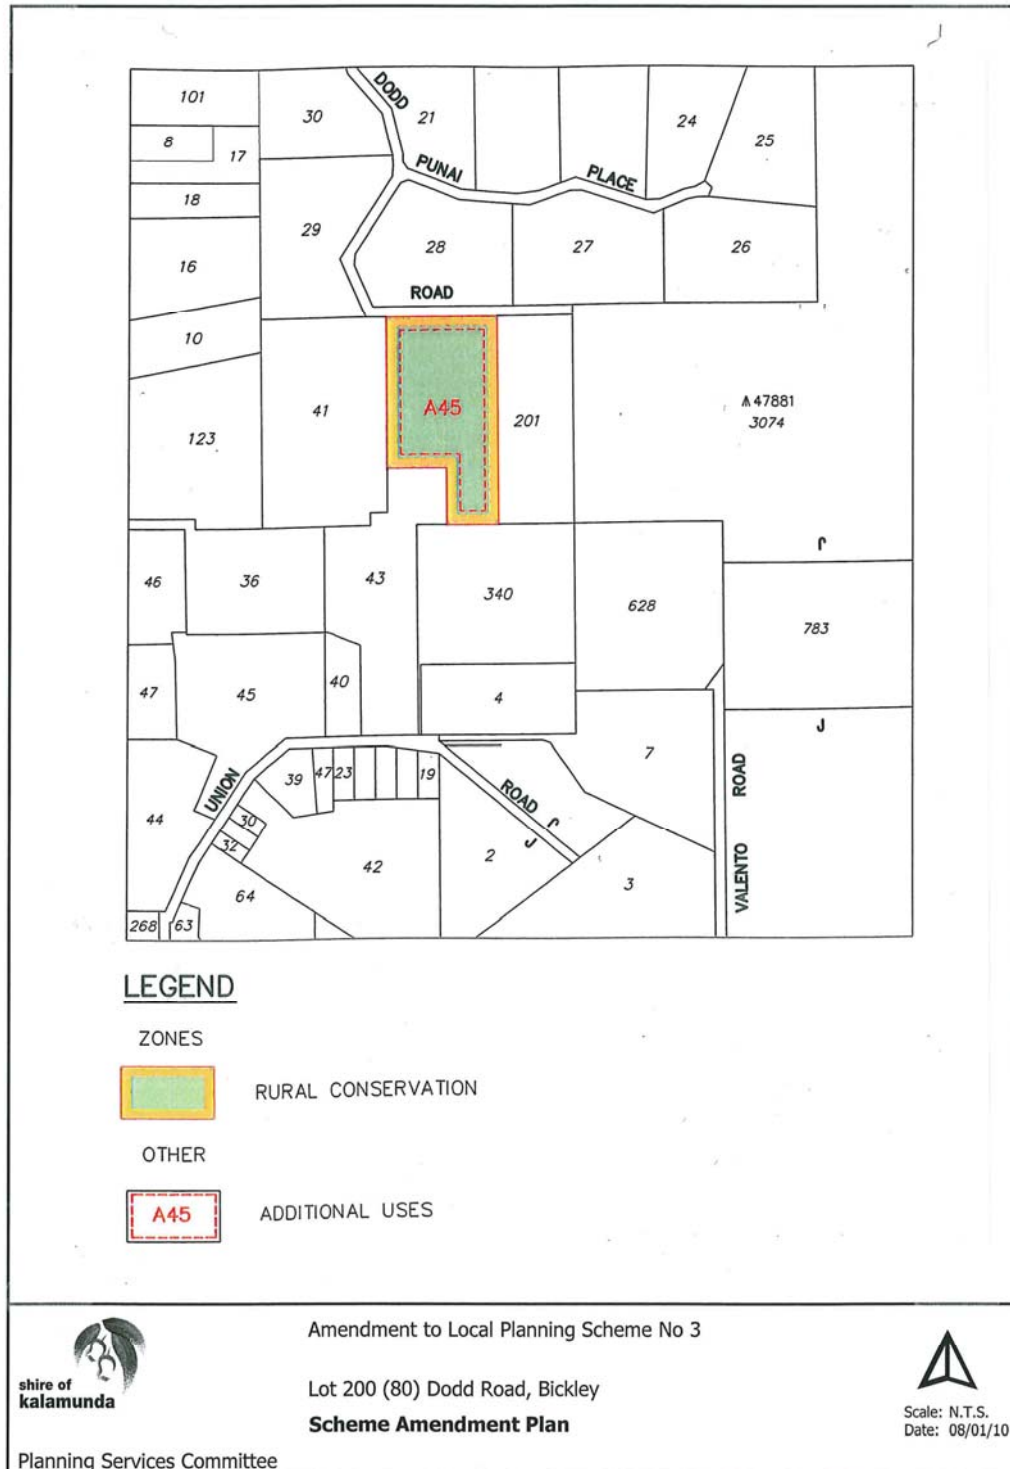 DODD
101
30
21
24
25
8
17
PUNAI
PLACE
18
29
28
27
26
16
ROAD
10
A45
41
201
47881
3074
123
46
36
43
340
628
783
47
45
40
4
7
UNION
39
47
23
19
ROAD
ROAD
44
30
32
42
2
3
VALENTO
64
268
63
LEGEND
ZONES
RURAL CONSERVATION
OTHER
A45
ADDITIONAL USES
shire of
kalamunda
Amendment to Local Planning Scheme No 3
Lot 200 (80) Dodd Road, Bickley
Scheme Amendment Plan
Scale: N.T.S.
Date: 08/01/10
Planning Services Committee